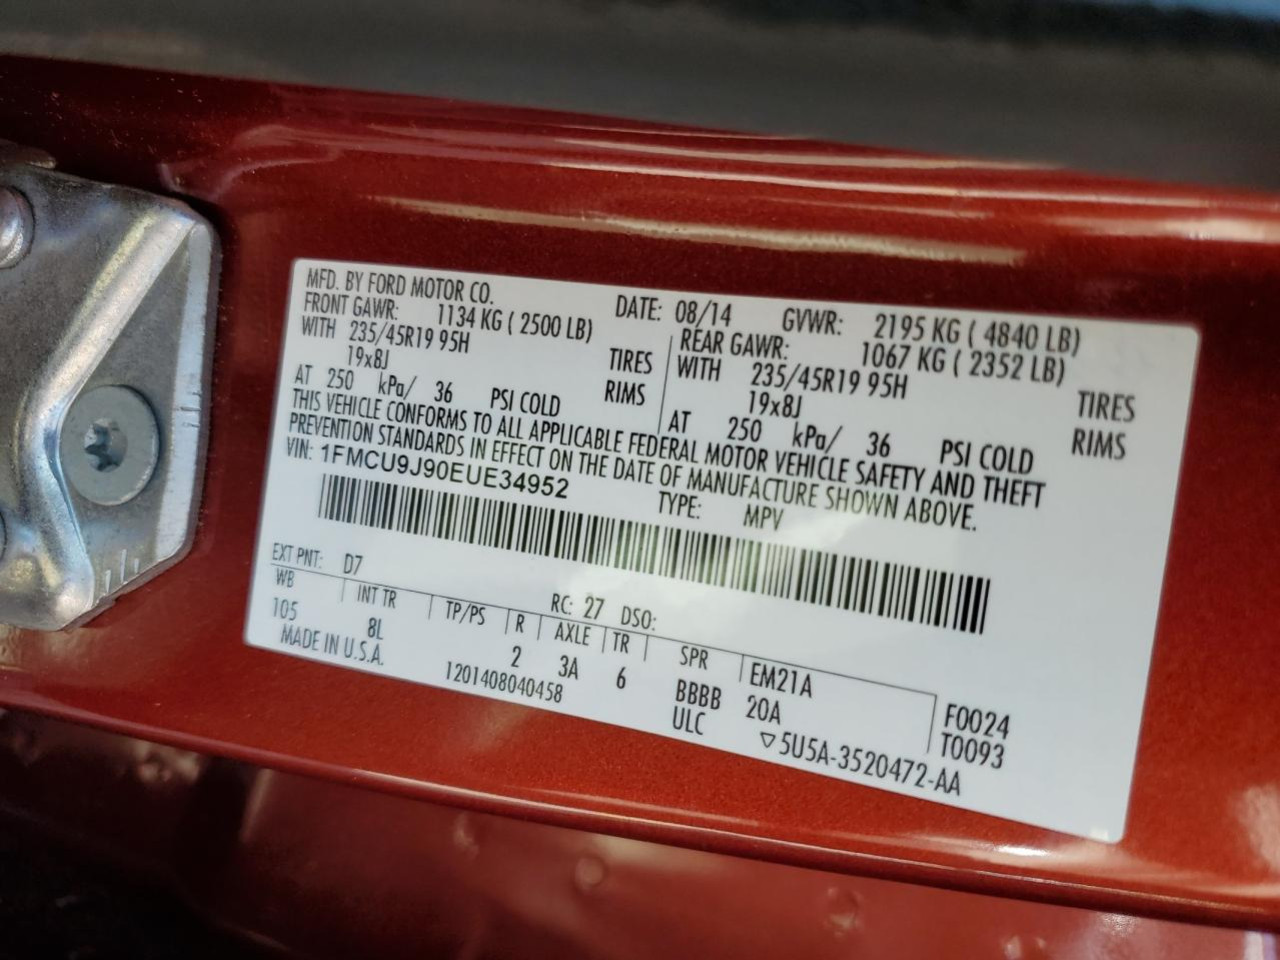 MFD. BY FORD MOTOR CO. DATE: 08/14 GVWR: 2195 KG ( 4840 LB)
FRONT GAWR: 1134 KG ( 2500 LB) REAR GAWR: 1067 KG ( 2352 LB)
WITH 235/45R19 95H TIRES WITH 235/45R19 95H TIRES
19x8J RIMS 19x8J RIMS
AT 250 kPa/ 36 PSI COLD AT 250 kPa/ 36 PSI COLD
THIS VEHICLE CONFORMS TO ALL APPLICABLE FEDERAL MOTOR VEHICLE SAFETY AND THEFT
PREVENTION STANDARDS IN EFFECT ON THE DATE OF MANUFACTURE SHOWN ABOVE.
VIN: 1FMCU9J90EUE34952 TYPE: MPV
EXT PNT: D7 RC: 27 DSO:
WB INT TR TP/PS R AXLE TR SPR EM21A F0024
105 8L 2 3A 6 BBBB 20A T0093
MADE IN U.S.A. 1201408040458 ULC ▽5U5A-3520472-AA